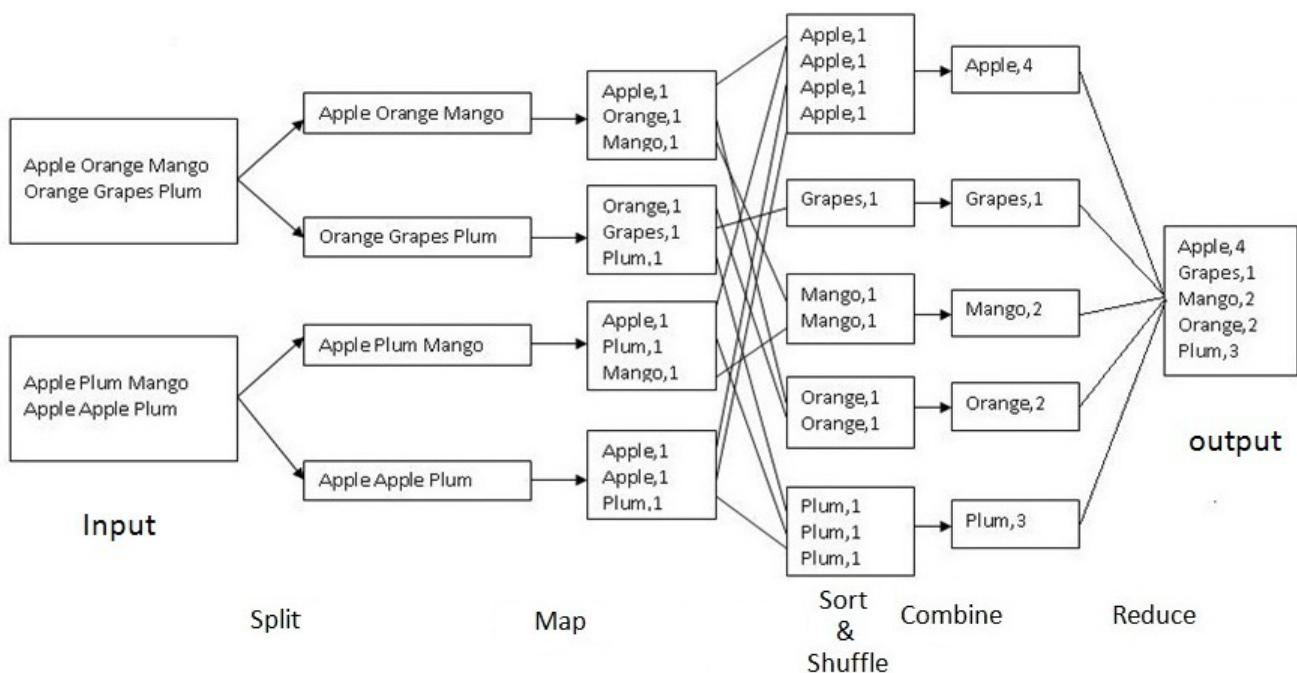 Apple Orange Mango
Orange Grapes Plum
Apple Plum Mango
Apple Apple Plum
Input
Apple Orange Mango
Orange Grapes Plum
Apple Plum Mango
Apple Apple Plum
Split
Apple,1
Orange,1
Mango,1
Orange,1
Grapes,1
Plum,1
Apple,1
Plum,1
Mango,1
Apple,1
Apple,1
Plum,1
Map
Apple,1
Apple,1
Apple,1
Apple,1
Grapes,1
Mango,1
Mango,1
Orange,1
Orange,1
Plum,1
Plum,1
Plum,1
Sort
&
Shuffle
Apple,4
Grapes,1
Mango,2
Orange,2
Plum,3
Combine
Apple,4
Grapes,1
Mango,2
Orange,2
Plum,3
output
Reduce